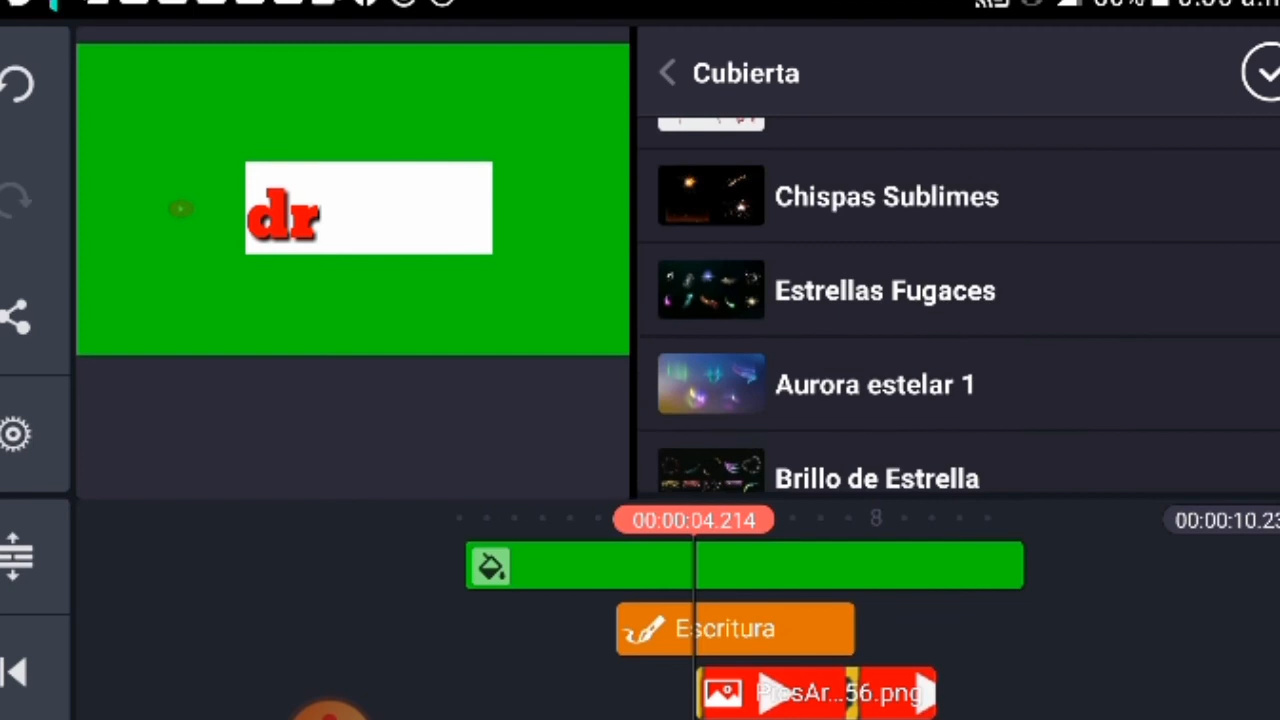 Cubierta
dr
Chispas Sublimes
Estrellas Fugaces
Aurora estelar 1
Brillo de Estrella
00:00:04.214
8
00:00:10.23
Escritura
PicsAr...56.png